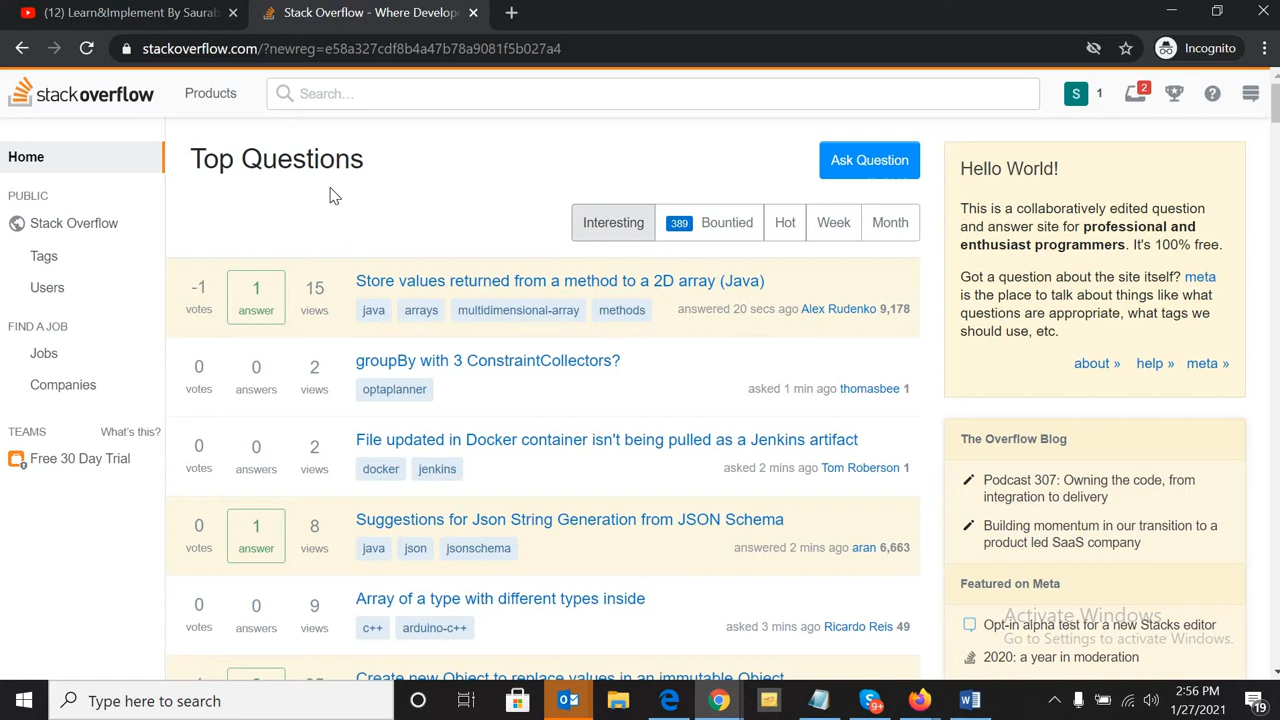 (12) Learn&Implement By Saurab
Stack Overflow - Where Develope
stackoverflow.com/?newreg=e58a327cdf8b4a47b78a9081f5b027a4
Incognito
stackoverflow
Products
Search...
S
1
2
Home
PUBLIC
Stack Overflow
Tags
Users
FIND A JOB
Jobs
Companies
TEAMS What's this?
Free 30 Day Trial
Top Questions
Ask Question
Interesting
389 Bountied
Hot
Week
Month
-1 votes
1 answer
15 views
Store values returned from a method to a 2D array (Java)
java arrays multidimensional-array methods
answered 20 secs ago Alex Rudenko 9,178
0 votes
0 answers
2 views
groupBy with 3 ConstraintCollectors?
optaplanner
asked 1 min ago thomasbee 1
0 votes
0 answers
2 views
File updated in Docker container isn't being pulled as a Jenkins artifact
docker jenkins
asked 2 mins ago Tom Roberson 1
0 votes
1 answer
8 views
Suggestions for Json String Generation from JSON Schema
java json jsonschema
answered 2 mins ago aran 6,663
0 votes
0 answers
9 views
Array of a type with different types inside
c++ arduino-c++
asked 3 mins ago Ricardo Reis 49
Create new Object to replace values in an immutable Object
Hello World!
This is a collaboratively edited question
and answer site for professional and
enthusiast programmers. It's 100% free.
Got a question about the site itself? meta
is the place to talk about things like what
questions are appropriate, what tags we
should use, etc.
about » help » meta »
The Overflow Blog
Podcast 307: Owning the code, from
integration to delivery
Building momentum in our transition to a
product led SaaS company
Featured on Meta
Opt-in alpha test for a new Stacks editor
2020: a year in moderation
Activate Windows
Go to Settings to activate Windows.
Type here to search
9+
2:56 PM
1/27/2021
19